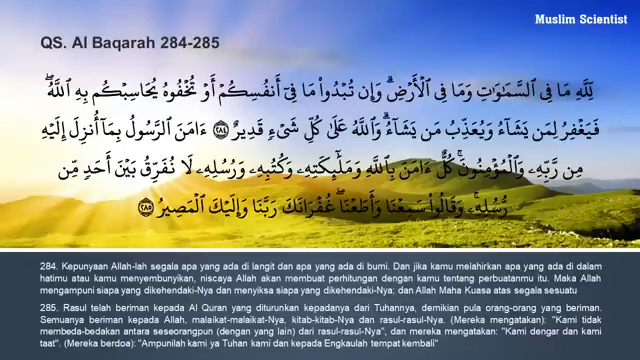 Muslim Scientist
QS. Al Baqarah 284-285
لِّلَّهِ مَا فِي ٱلسَّمَٰوَٰتِ وَمَا فِي ٱلۡأَرۡضِۗ وَإِن تُبۡدُواْ مَا فِيٓ أَنفُسِكُمۡ أَوۡ تُخۡفُوهُ يُحَاسِبۡكُم بِهِ ٱللَّهُۖ
فَيَغۡفِرُ لِمَن يَشَآءُ وَيُعَذِّبُ مَن يَشَآءُۗ وَٱللَّهُ عَلَىٰ كُلِّ شَيۡءٖ قَدِيرٌ ٢٨٤ ءَامَنَ ٱلرَّسُولُ بِمَآ أُنزِلَ إِلَيۡهِ
مِن رَّبِّهِۦ وَٱلۡمُؤۡمِنُونَۚ كُلٌّ ءَامَنَ بِٱللَّهِ وَمَلَٰٓئِكَتِهِۦ وَكُتُبِهِۦ وَرُسُلِهِۦ لَا نُفَرِّقُ بَيۡنَ أَحَدٖ مِّن
رُّسُلِهِۦۚ وَقَالُواْ سَمِعۡنَا وَأَطَعۡنَاۖ غُفۡرَانَكَ رَبَّنَا وَإِلَيۡكَ ٱلۡمَصِيرُ ٢٨٥
284. Kepunyaan Allah-lah segala apa yang ada di langit dan apa yang ada di bumi. Dan jika kamu melahirkan apa yang ada di dalam
hatimu atau kamu menyembunyikan, niscaya Allah akan membuat perhitungan dengan kamu tentang perbuatanmu itu. Maka Allah
mengampuni siapa yang dikehendaki-Nya dan menyiksa siapa yang dikehendaki-Nya; dan Allah Maha Kuasa atas segala sesuatu
285. Rasul telah beriman kepada Al Quran yang diturunkan kepadanya dari Tuhannya, demikian pula orang-orang yang beriman.
Semuanya beriman kepada Allah, malaikat-malaikat-Nya, kitab-kitab-Nya dan rasul-rasul-Nya. (Mereka mengatakan): "Kami tidak
membeda-bedakan antara seseorangpun (dengan yang lain) dari rasul-rasul-Nya", dan mereka mengatakan: "Kami dengar dan kami
taat". (Mereka berdoa): "Ampunilah kami ya Tuhan kami dan kepada Engkaulah tempat kembali"